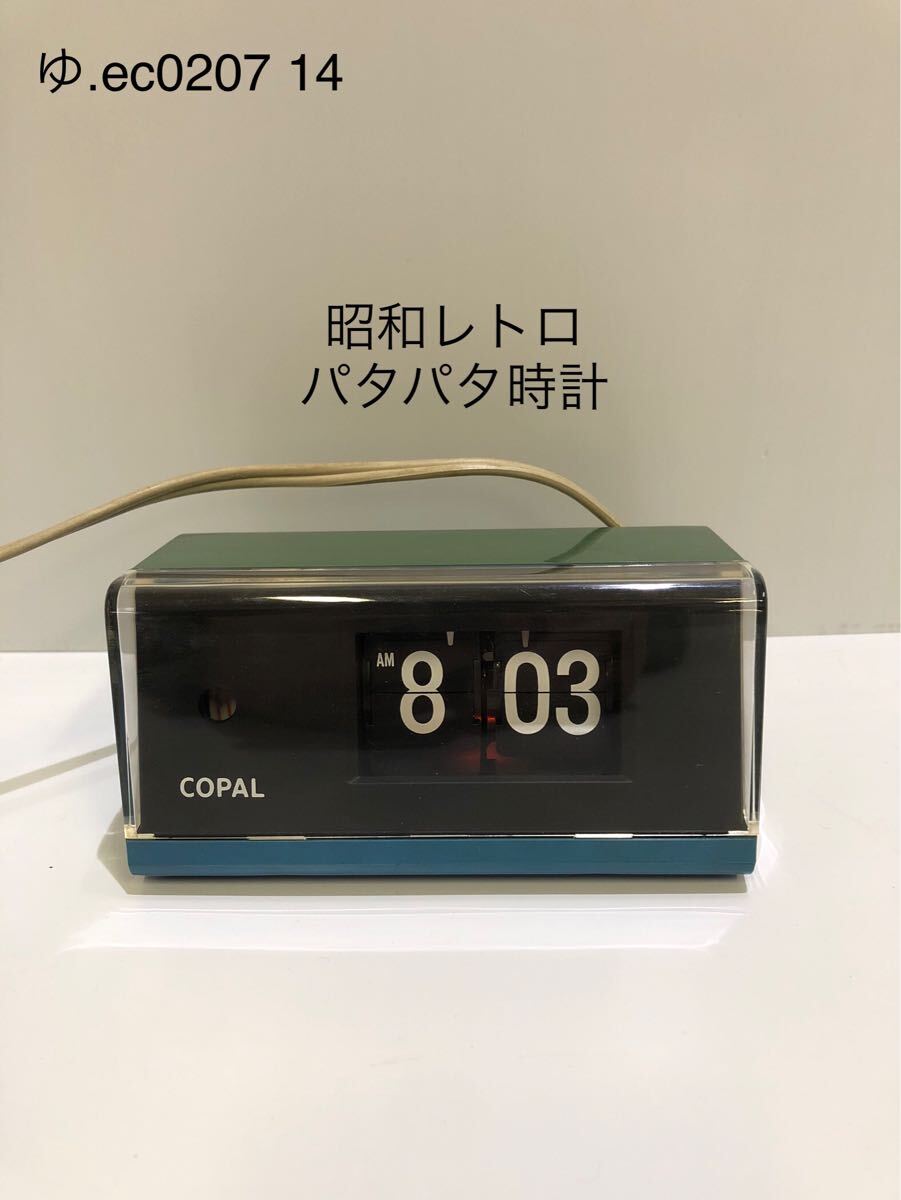 ゆ.ec0207 14
昭和レトロ
パタパタ時計
AM 8 03
COPAL